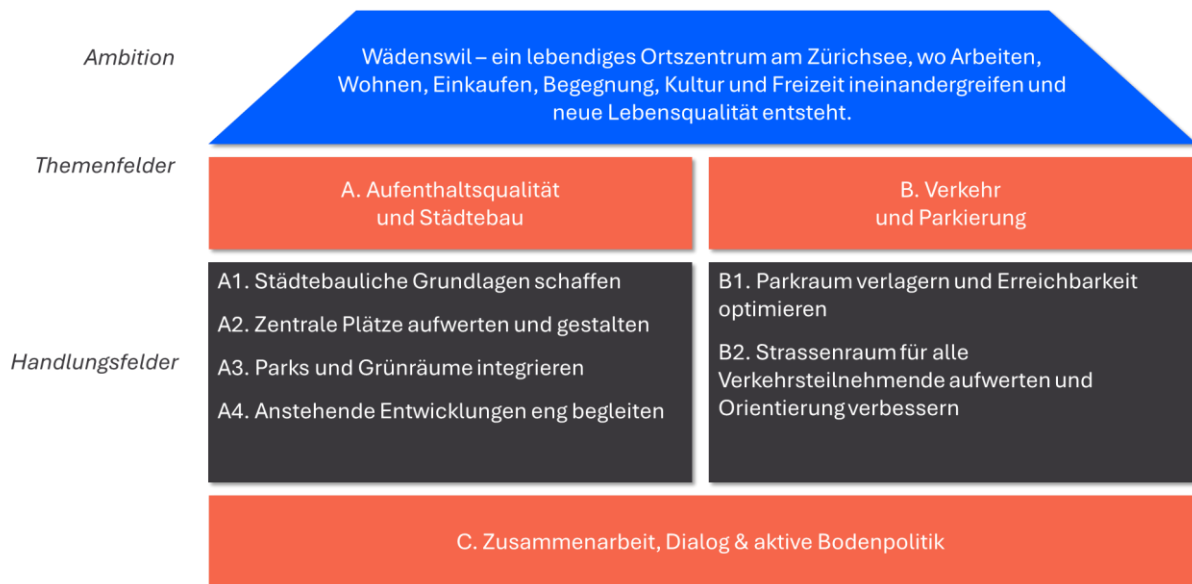 Ambition
Wädenswil – ein lebendiges Ortszentrum am Zürichsee, wo Arbeiten,
Wohnen, Einkaufen, Begegnung, Kultur und Freizeit ineinandergreifen und
neue Lebensqualität entsteht.
Themenfelder
A. Aufenthaltsqualität
und Städtebau
B. Verkehr
und Parkierung
Handlungsfelder
A1. Städtebauliche Grundlagen schaffen
A2. Zentrale Plätze aufwerten und gestalten
A3. Parks und Grünräume integrieren
A4. Anstehende Entwicklungen eng begleiten
B1. Parkraum verlagern und Erreichbarkeit
optimieren
B2. Strassenraum für alle
Verkehrsteilnehmende aufwerten und
Orientierung verbessern
C. Zusammenarbeit, Dialog & aktive Bodenpolitik